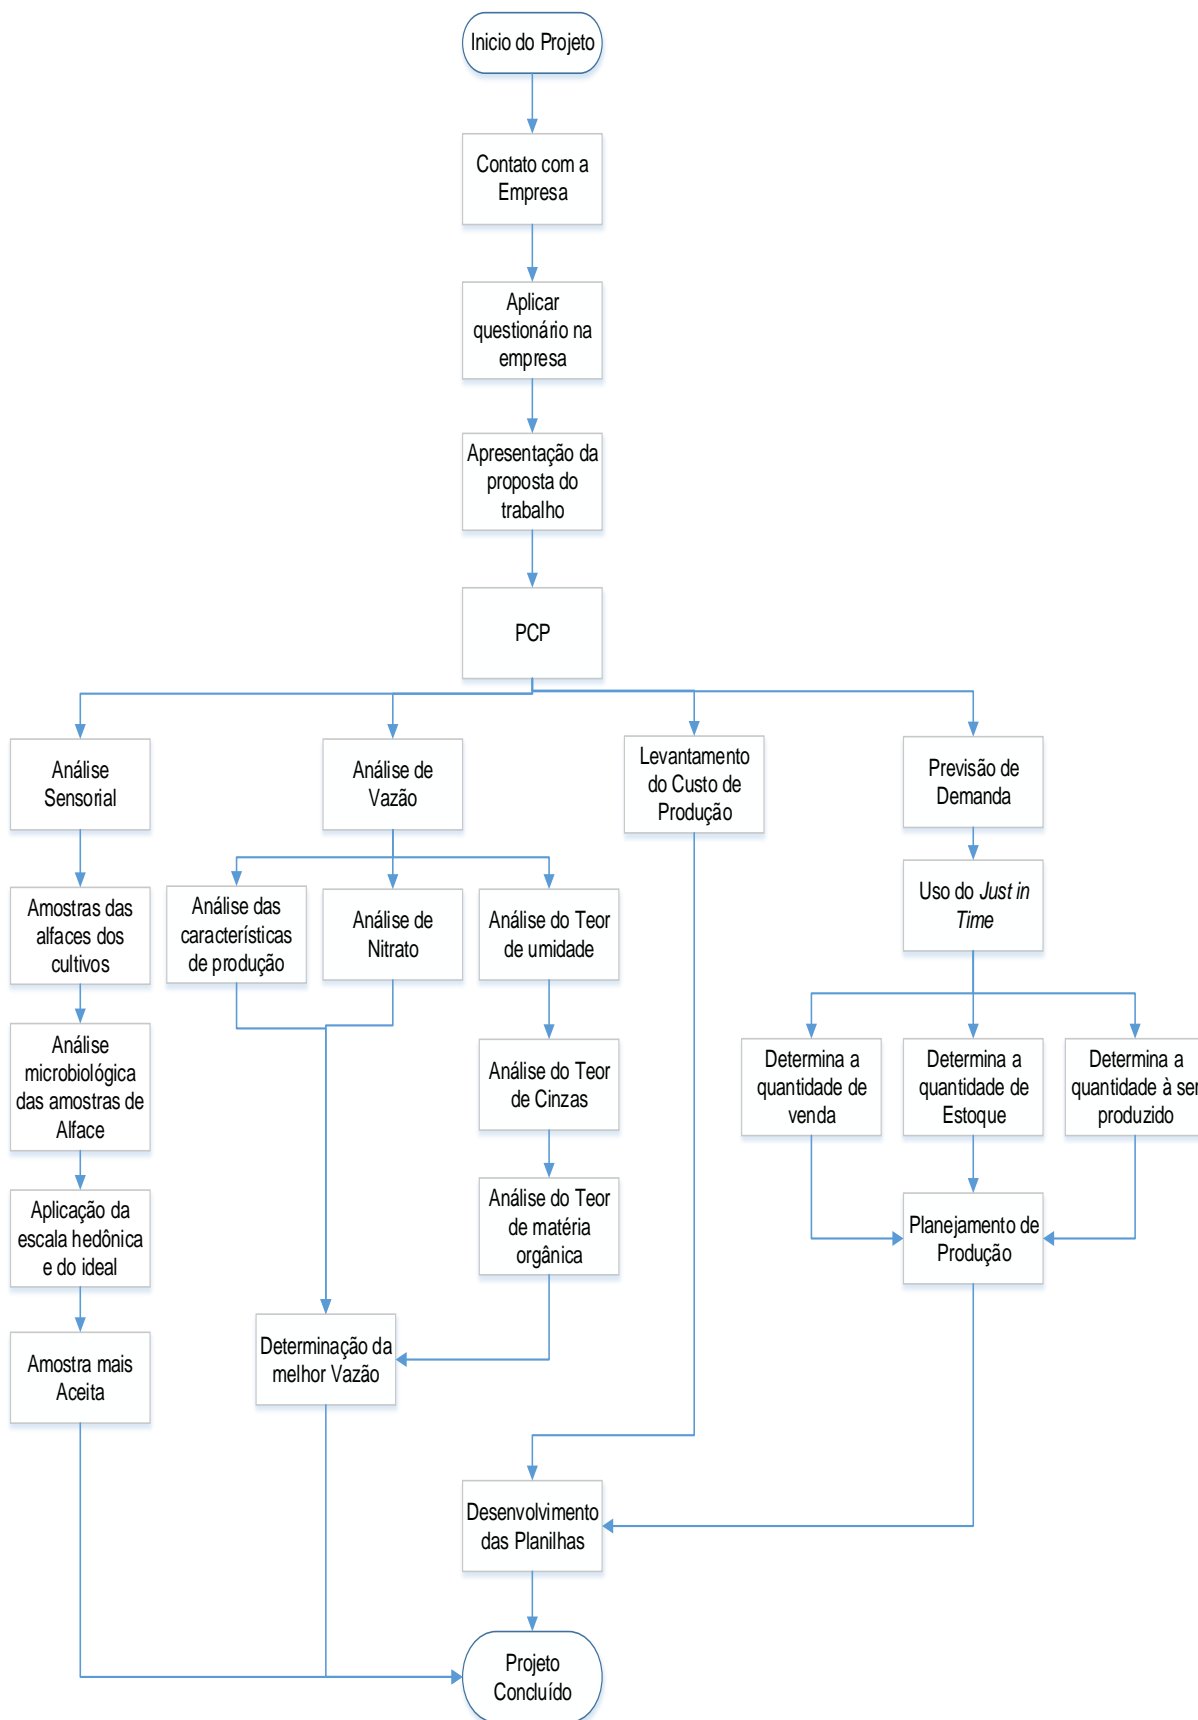 Inicio do Projeto
Contato com a
Empresa
Aplicar
questionário na
empresa
Apresentação da
proposta do
trabalho
PCP
Análise
Sensorial
Análise de
Vazão
Levantamento
do Custo de
Produção
Previsão de
Demanda
Amostras das
alfaces dos
cultivos
Análise das
características
de produção
Análise de
Nitrato
Análise do Teor
de umidade
Uso do Just in
Time
Análise
microbiológica
das amostras de
Alface
Análise do Teor
de Cinzas
Determina a
quantidade de
venda
Determina a
quantidade de
Estoque
Determina a
quantidade à ser
produzido
Aplicação da
escala hedônica
e do ideal
Análise do Teor
de matéria
orgânica
Planejamento de
Produção
Amostra mais
Aceita
Determinação da
melhor Vazão
Desenvolvimento
das Planilhas
Projeto
Concluído